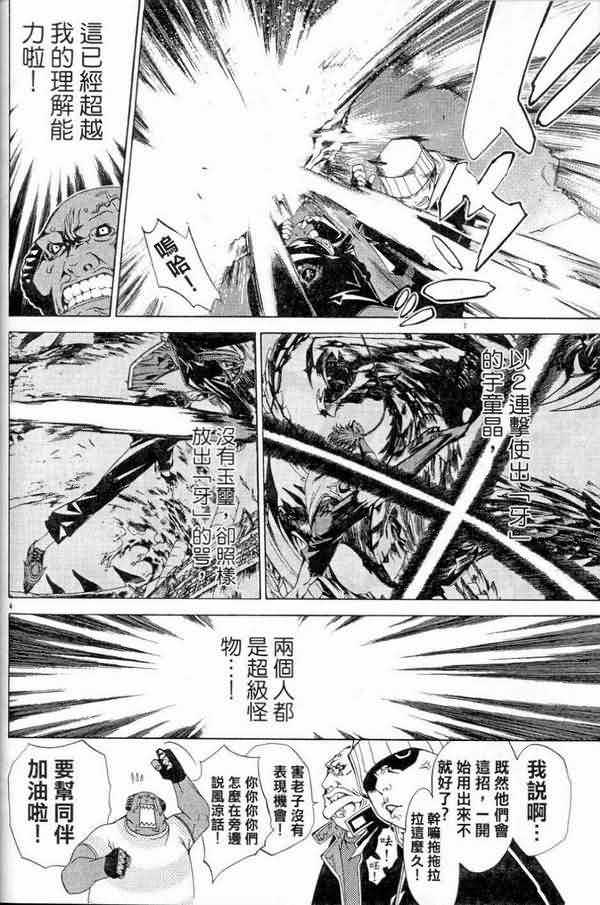 這已經超越
我的理解能
力啦！
嗚哈！
以2連擊使出「牙」
的宇童晶，
沒有玉璽，卻照樣
放出「牙」的咢，
兩個人都
是超級怪
物…！
我說啊…
既然他們會
這招，一開
始用出來不
就好了？
幹嘛拖拖拉
拉這麼久！
呿！
呸！
害老子沒有
表現機會！
你你你你們
怎麼在旁邊
說風涼話？
要幫同伴
加油啦！